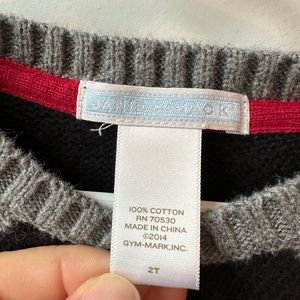 JANIE AND JACK
100% COTTON
RN 70530
MADE IN CHINA
©2014
GYM-MARK,INC.
2T